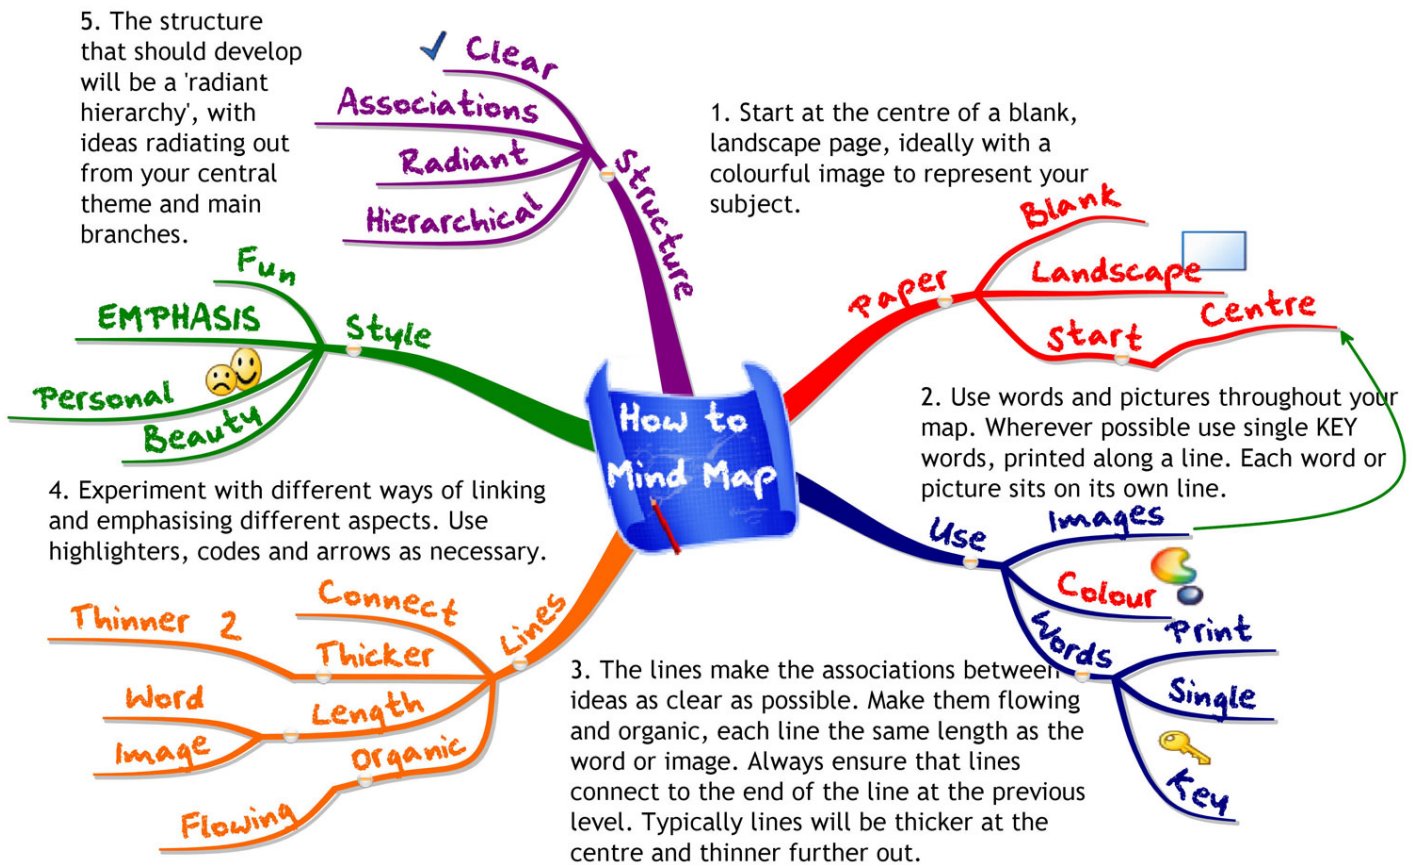 5. The structure
that should develop
will be a 'radiant
hierarchy', with
ideas radiating out
from your central
theme and main
branches.
Clear
Associations
Radiant
Hierarchical
Structure
1. Start at the centre of a blank,
landscape page, ideally with a
colourful image to represent your
subject.
Blank
Landscape
Paper
Start
Centre
Fun
EMPHASIS
Style
Personal
Beauty
How to
Mind Map
2. Use words and pictures throughout your
map. Wherever possible use single KEY
words, printed along a line. Each word or
picture sits on its own line.
4. Experiment with different ways of linking
and emphasising different aspects. Use
highlighters, codes and arrows as necessary.
Use
Images
Colour
Words
Print
Single
Key
Connect
Thinner 2
Thicker
Lines
Word
Length
Image
Organic
Flowing
3. The lines make the associations between
ideas as clear as possible. Make them flowing
and organic, each line the same length as the
word or image. Always ensure that lines
connect to the end of the line at the previous
level. Typically lines will be thicker at the
centre and thinner further out.